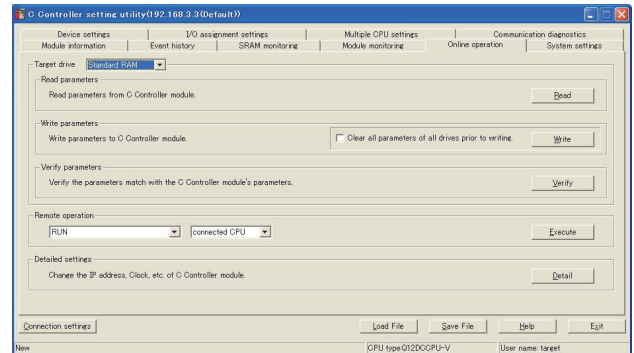 C Controller setting utility(192.168.3.3(Default))
Device settings I/O assignment settings Multiple CPU settings Communication diagnostics
Module information Event history SRAM monitoring Module monitoring Online operation System settings
Target drive Standard RAM
Read parameters
Read parameters from C Controller module. Read
Write parameters
Write parameters to C Controller module. Clear all parameters of all drives prior to writing. Write
Verify parameters
Verify the parameters match with the C Controller module's parameters. Verify
Remote operation
RUN connected CPU Execute
Detailed settings
Change the IP address, Clock, etc. of C Controller module. Detail
Connection settings Load File Save File Help Exit
New CPU type:Q12DCCPU-V User name: target